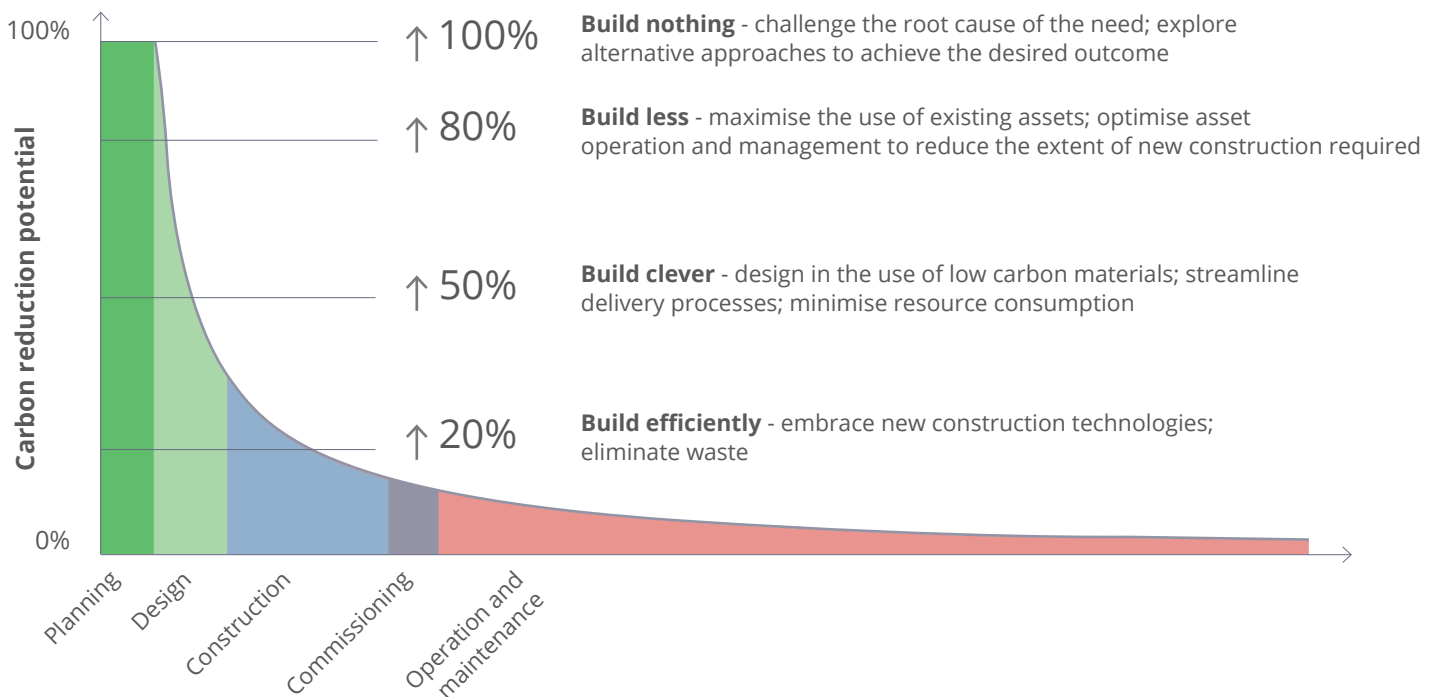 100%
Carbon reduction potential
0%
↑ 100%
Build nothing - challenge the root cause of the need; explore
alternative approaches to achieve the desired outcome
↑ 80%
Build less - maximise the use of existing assets; optimise asset
operation and management to reduce the extent of new construction required
↑ 50%
Build clever - design in the use of low carbon materials; streamline
delivery processes; minimise resource consumption
↑ 20%
Build efficiently - embrace new construction technologies;
eliminate waste
Planning
Design
Construction
Commissioning
Operation and
maintenance